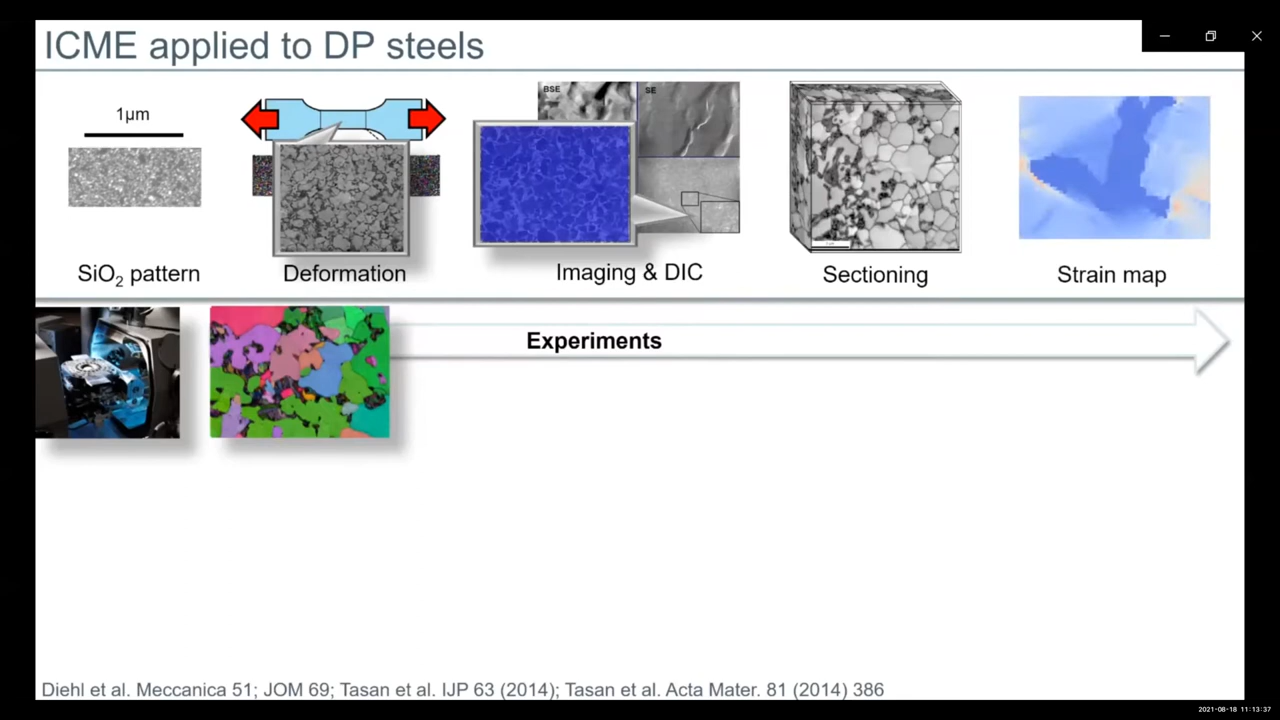 ICME applied to DP steels
1µm
BSE
SE
SiO₂ pattern
Deformation
Imaging & DIC
Sectioning
Strain map
Experiments
Diehl et al. Meccanica 51; JOM 69; Tasan et al. IJP 63 (2014); Tasan et al. Acta Mater. 81 (2014) 386
2021-08-18 11:13:37